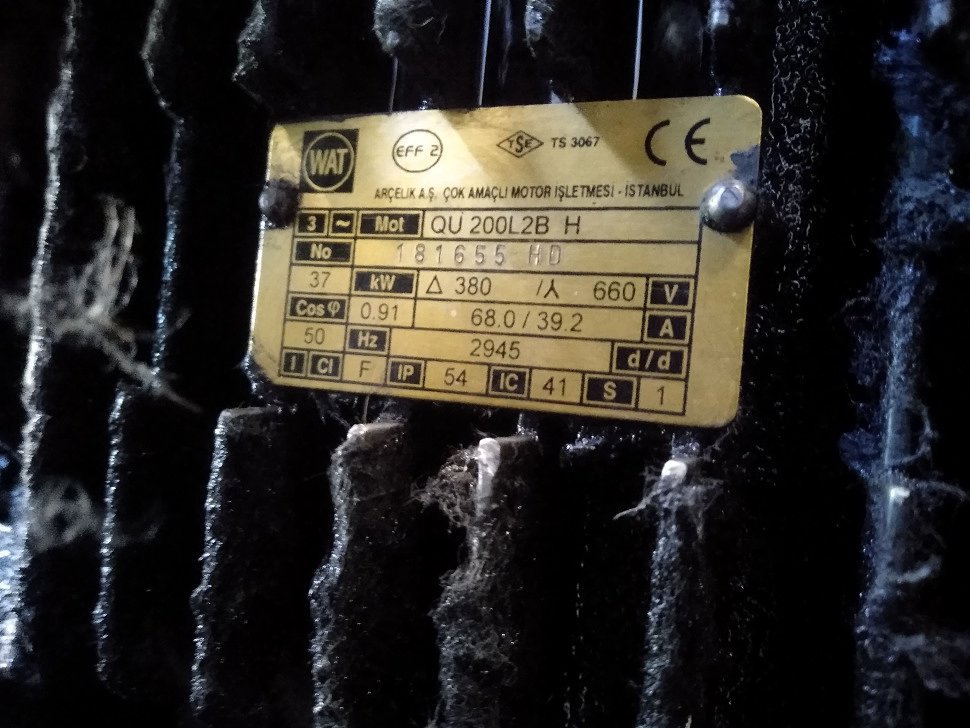 WAT EFF 2 TSE TS 3067 CE
ARÇELİK A.Ş. ÇOK AMAÇLI MOTOR İŞLETMESİ - İSTANBUL
3 ~ Mot QU 200L2B H
No 181655 HD
37 kW Δ 380 /⅄ 660 V
Cos φ 0.91 68.0 / 39.2 A
50 Hz 2945 d/d
I Cl F IP 54 IC 41 S 1